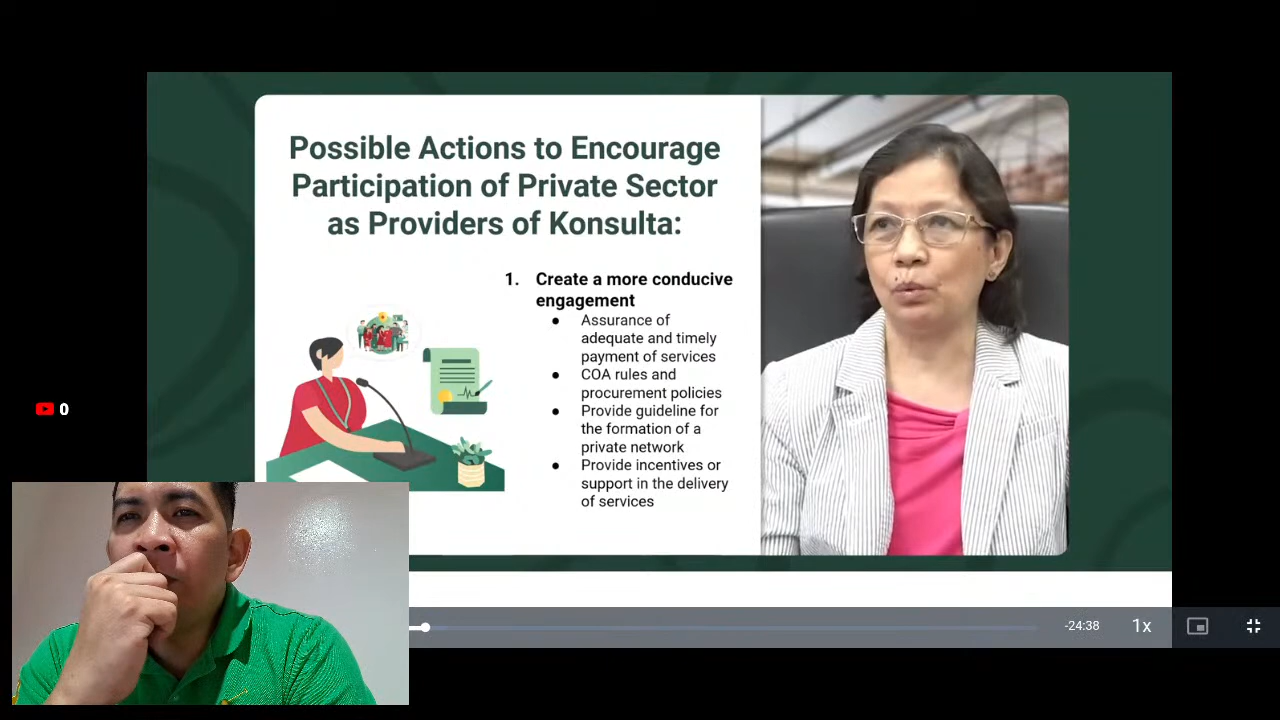 Possible Actions to Encourage
Participation of Private Sector
as Providers of Konsulta:
1. Create a more conducive
engagement
● Assurance of
adequate and timely
payment of services
● COA rules and
procurement policies
● Provide guideline for
the formation of a
private network
● Provide incentives or
support in the delivery
of services
0
-24:38
1x